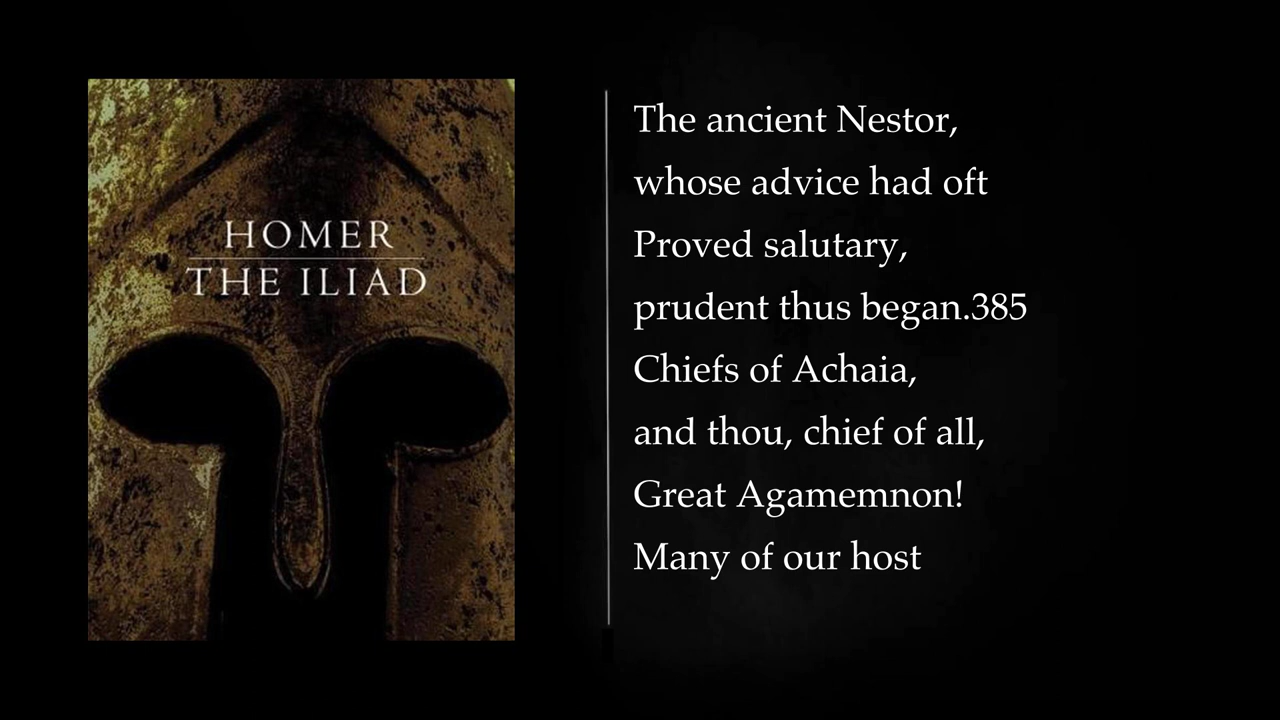 HOMER
THE ILIAD
The ancient Nestor,
whose advice had oft
Proved salutary,
prudent thus began.385
Chiefs of Achaia,
and thou, chief of all,
Great Agamemnon!
Many of our host